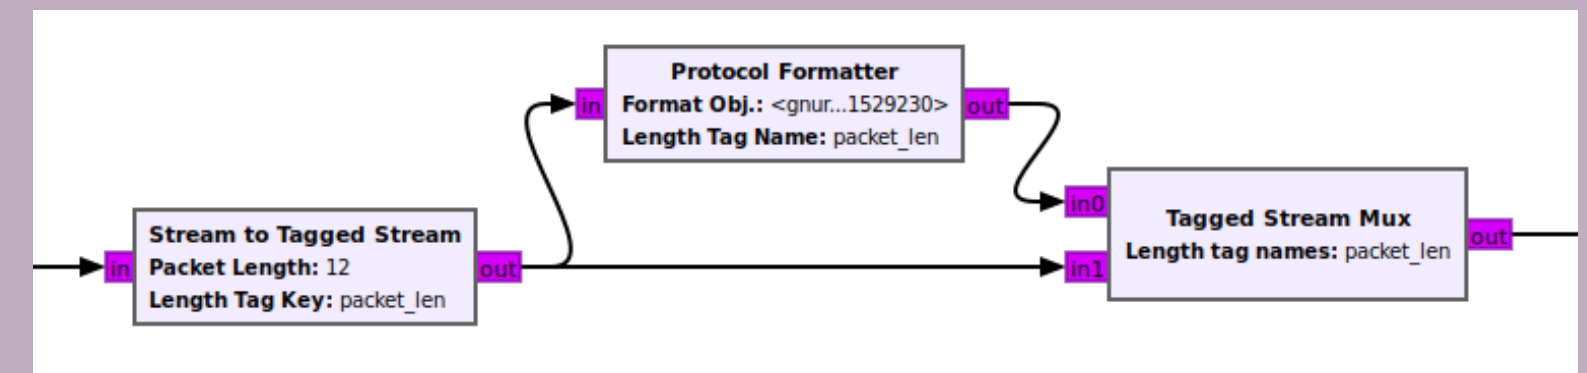 Protocol Formatter
in
Format Obj.: <gnur...1529230>
out
Length Tag Name: packet_len
Stream to Tagged Stream
in
Packet Length: 12
out
Length Tag Key: packet_len
in0
Tagged Stream Mux
out
in1
Length tag names: packet_len